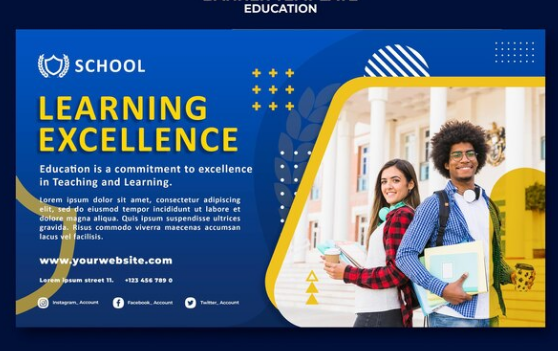 EDUCATION
SCHOOL
LEARNING
EXCELLENCE
Education is a commitment to excellence
in Teaching and Learning.
Lorem ipsum dolor sit amet, consectetur adipiscing
elit, sed do eiusmod tempor incididunt ut labore et
dolore magna aliqua. Quis ipsum suspendisse ultrices
gravida. Risus commodo viverra maecenas accumsan
lacus vel facilisis.
www.yourwebsite.com
Lorem ipsum street 11. +123 456 789 0
Instagram_Account Facebook_Account Twitter_Account